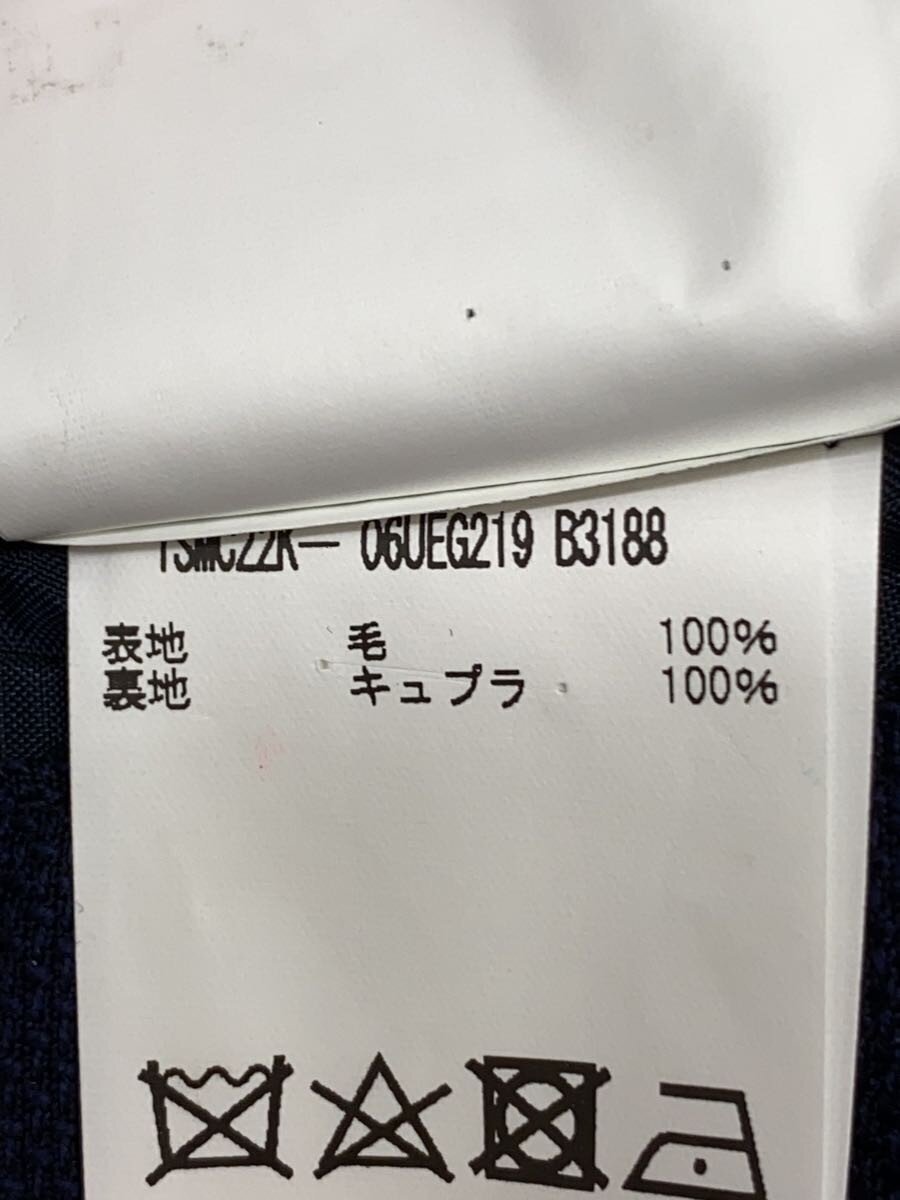 TSMC22K— 06UEG219 B3188
表地 毛 100%
裏地 キュプラ 100%